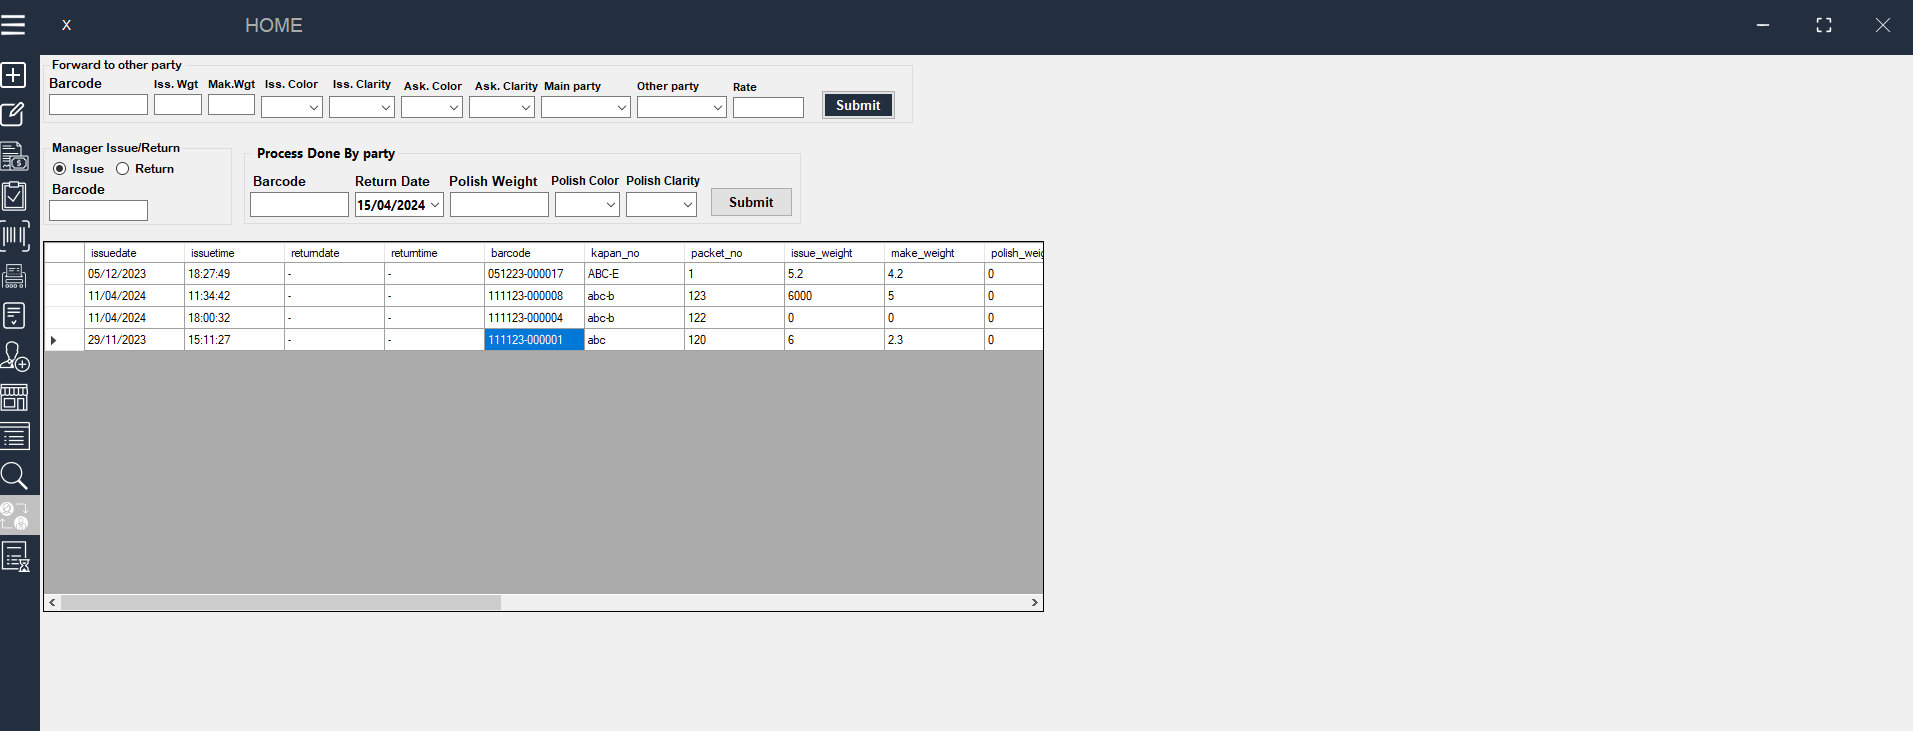 X HOME
Forward to other party
Barcode Iss. Wgt Mak.Wgt Iss. Color Iss. Clarity Ask. Color Ask. Clarity Main party Other party Rate
Submit
Manager Issue/Return
Issue Return
Barcode
Process Done By party
Barcode Return Date Polish Weight Polish Color Polish Clarity
15/04/2024 Submit
issuedate issuetime returndate returntime barcode kapan_no packet_no issue_weight make_weight polish_weig
05/12/2023 18:27:49 - - 051223-000017 ABC-E 1 5.2 4.2 0
11/04/2024 11:34:42 - - 111123-000008 abc-b 123 6000 5 0
11/04/2024 18:00:32 - - 111123-000004 abc-b 122 0 0 0
29/11/2023 15:11:27 - - 111123-000001 abc 120 6 2.3 0